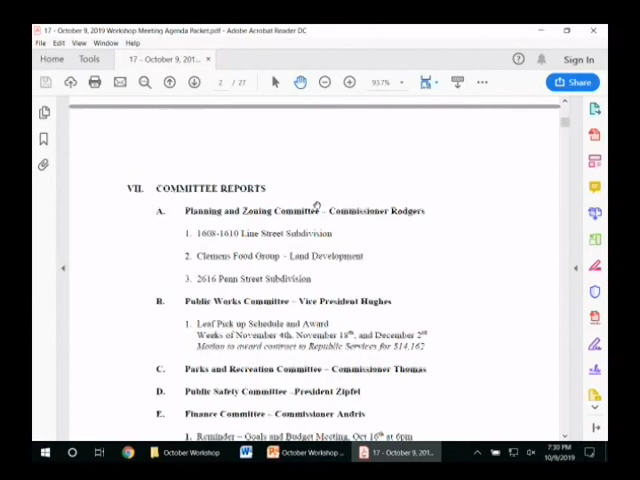 17 - October 9, 2019 Workshop Meeting Agenda Packet.pdf - Adobe Acrobat Reader DC
File Edit View Window Help
Home Tools 17 - October 9, 201... × Sign In
2 / 27 93.7% Share
VII. COMMITTEE REPORTS
A. Planning and Zoning Committee – Commissioner Rodgers
1. 1608-1610 Line Street Subdivision
2. Clemens Food Group – Land Development
3. 2616 Penn Street Subdivision
B. Public Works Committee – Vice President Hughes
1. Leaf Pick up Schedule and Award
Weeks of November 4th, November 18th, and December 2nd
Motion to award contract to Republic Services for $14,162
C. Parks and Recreation Committee – Commissioner Thomas
D. Public Safety Committee –President Zipfel
E. Finance Committee – Commissioner Andris
1. Reminder – Goals and Budget Meeting, Oct 16th at 6pm
October Workshop October Workshop ... 17 - October 9, 201...
7:30 PM
10/9/2019